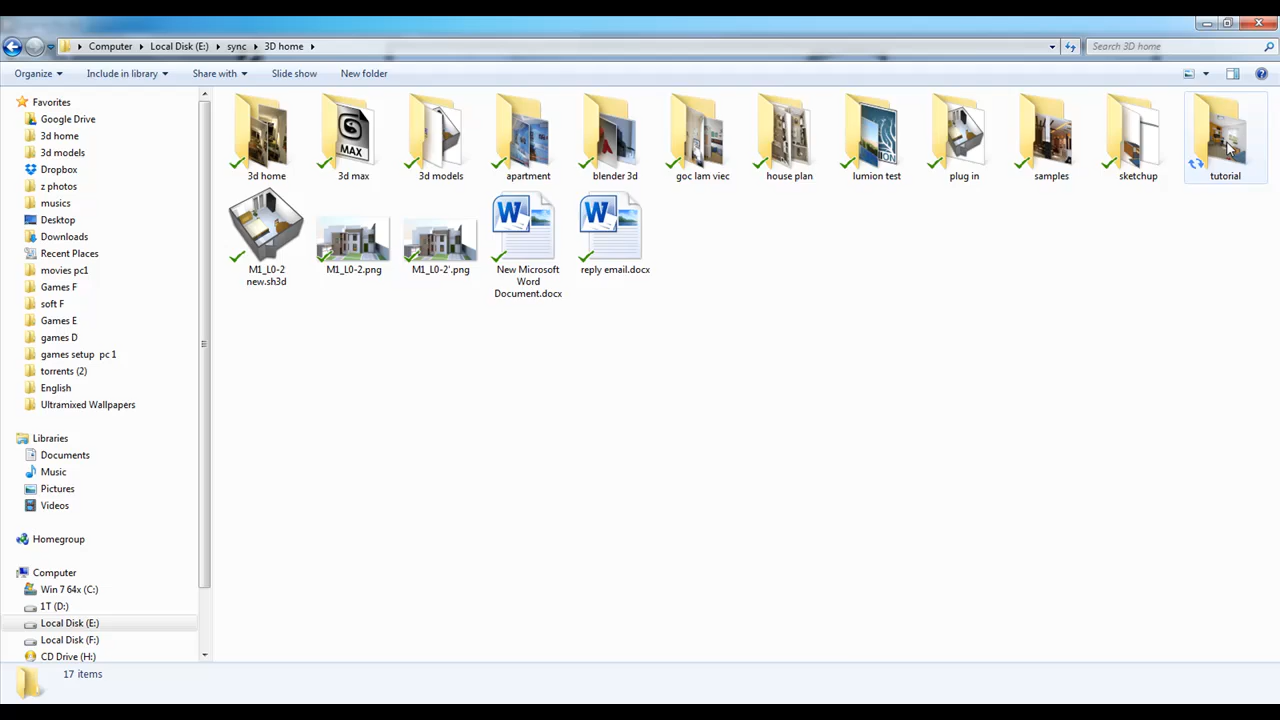 Computer Local Disk (E:) sync 3D home
Search 3D home
Organize Include in library Share with Slide show New folder
Favorites
Google Drive
3d home
3d models
Dropbox
z photos
musics
Desktop
Downloads
Recent Places
movies pc1
Games F
soft F
Games E
games D
games setup pc 1
torrents (2)
English
Ultramixed Wallpapers
Libraries
Documents
Music
Pictures
Videos
Homegroup
Computer
Win 7 64x (C:)
1T (D:)
Local Disk (E:)
Local Disk (F:)
CD Drive (H:)
MAX
ION
3d home 3d max 3d models apartment blender 3d goc lam viec house plan lumion test plug in samples sketchup tutorial
M1_L0-2
new.sh3d
M1_L0-2.png
M1_L0-2'.png
W
New Microsoft
Word
Document.docx
W
reply email.docx
17 items